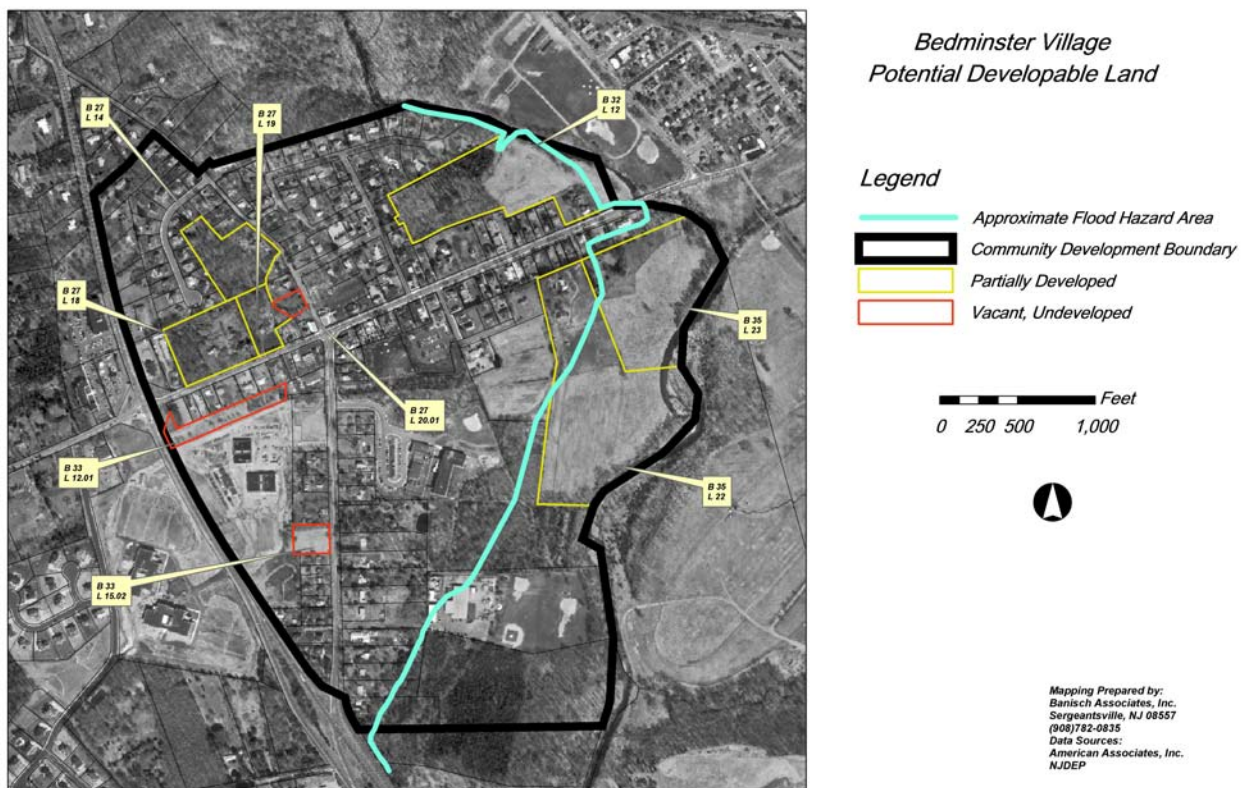 Bedminster Village
Potential Developable Land
B 27
L 14
B 27
L 19
B 32
L 12
B 27
L 18
B 35
L 23
B 27
L 20.01
B 33
L 12.01
B 35
L 22
B 33
L 15.02
Legend
Approximate Flood Hazard Area
Community Development Boundary
Partially Developed
Vacant, Undeveloped
Feet
0 250 500 1,000
Mapping Prepared by:
Banisch Associates, Inc.
Sergeantsville, NJ 08557
(908)782-0835
Data Sources:
American Associates, Inc.
NJDEP